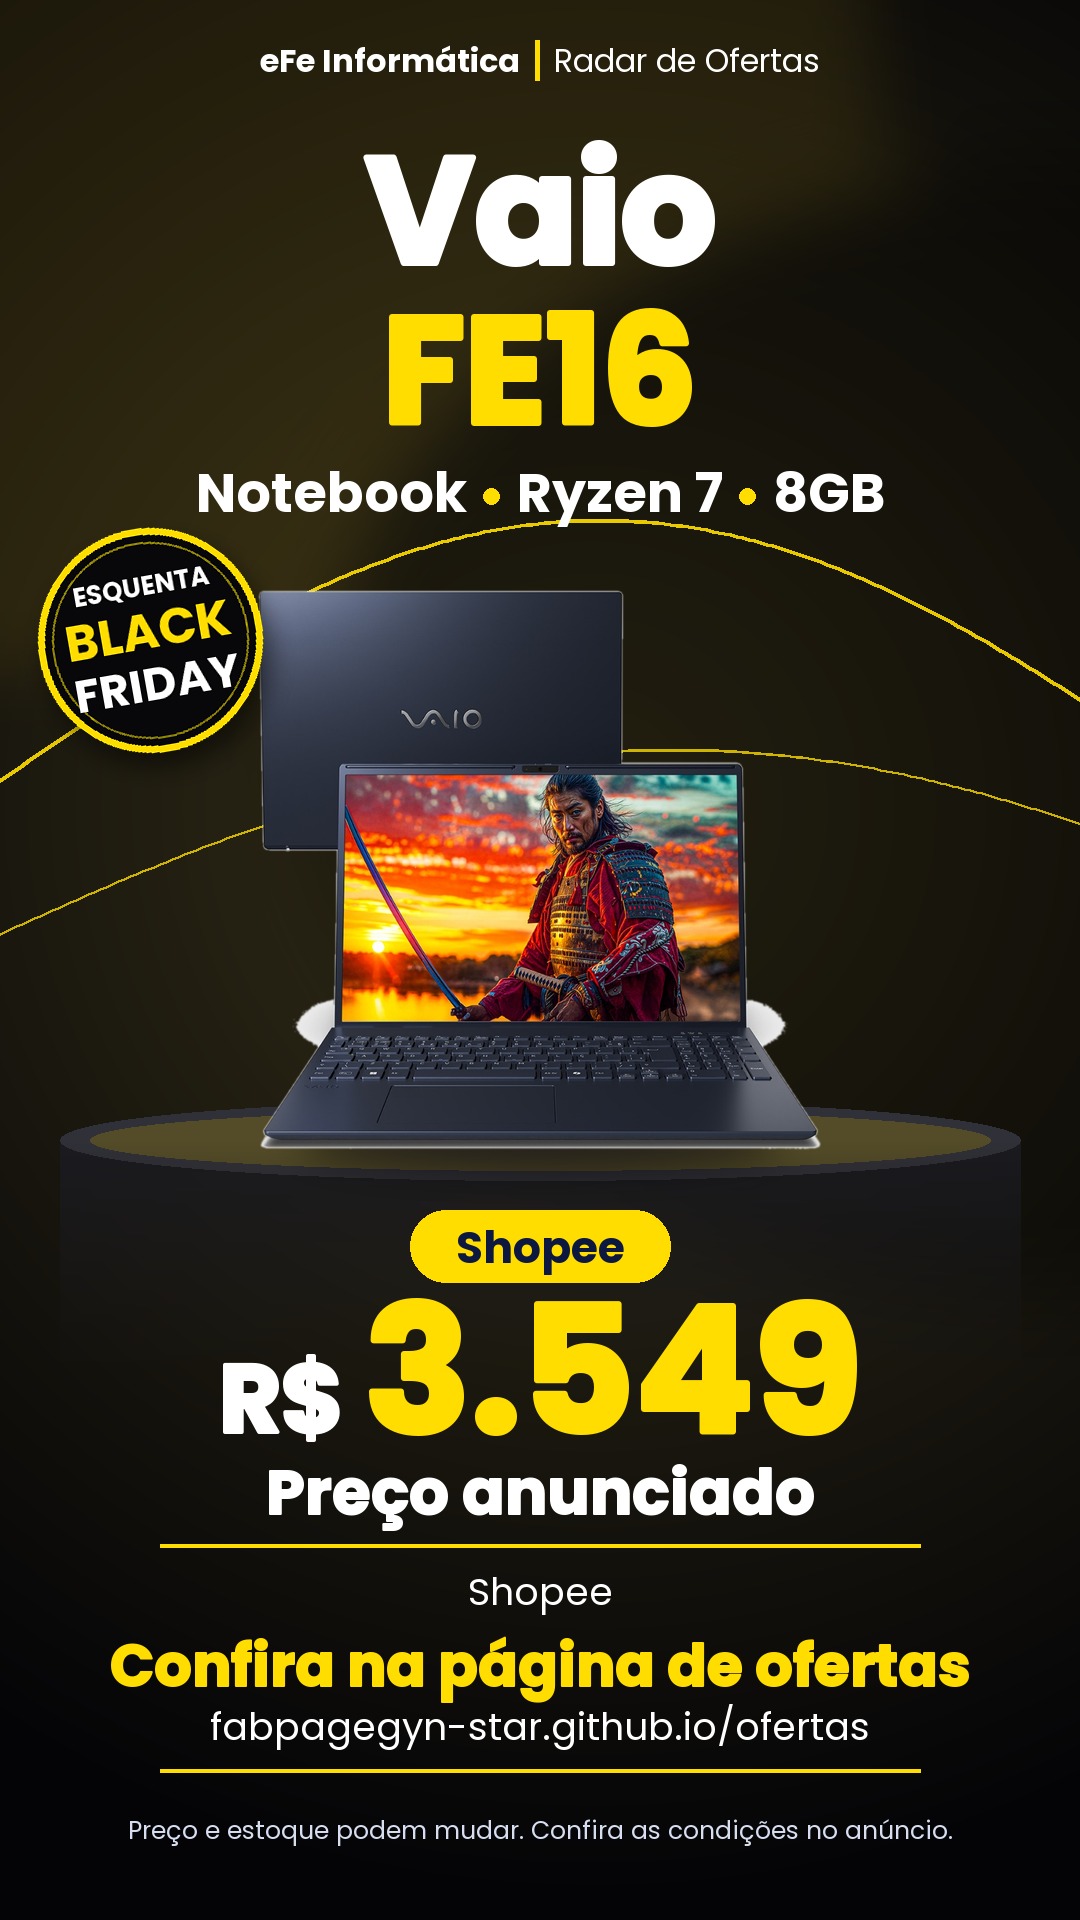 eFe Informática | Radar de Ofertas
Vaio
FE16
Notebook • Ryzen 7 • 8GB
ESQUENTA
BLACK
FRIDAY
VAIO
Shopee
R$ 3.549
Preço anunciado
Shopee
Confira na página de ofertas
fabpagegyn-star.github.io/ofertas
Preço e estoque podem mudar. Confira as condições no anúncio.